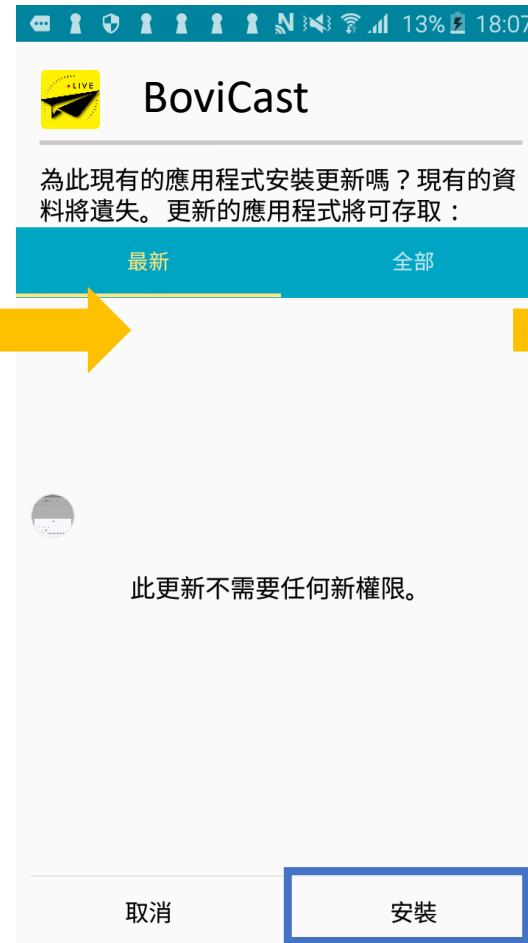 13% 18:07
+LIVE
BoviCast
為此現有的應用程式安裝更新嗎？現有的資
料將遺失。更新的應用程式將可存取：
最新 全部
此更新不需要任何新權限。
取消 安裝